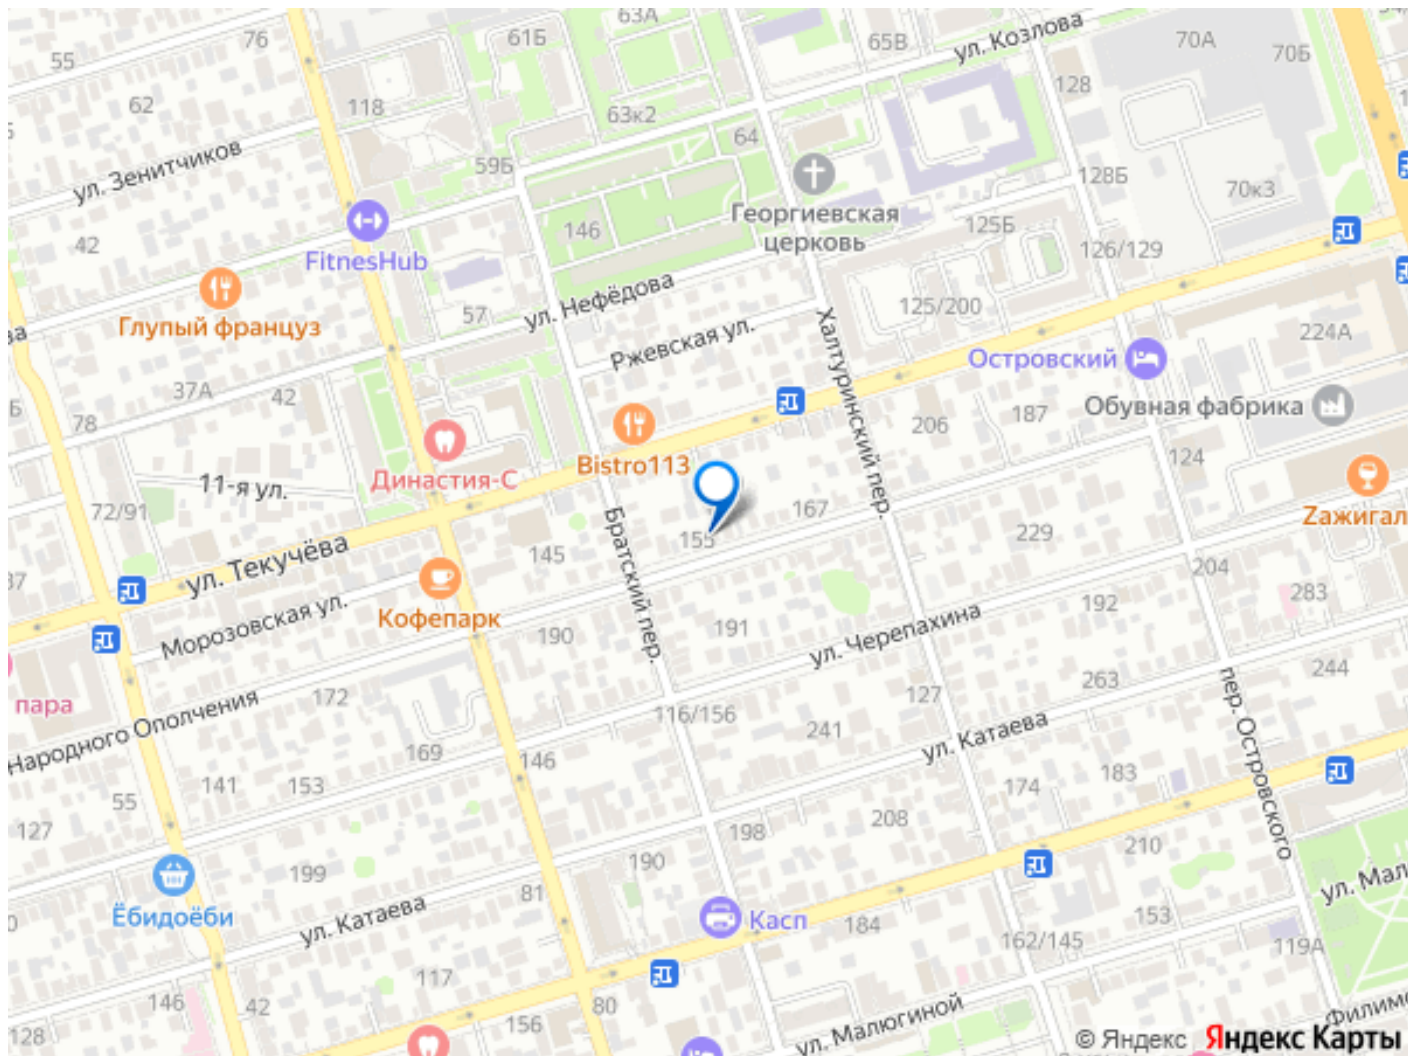 63А
76
61Б
ул. Козлова
70А
65В
70Б
55
128
62
118
63к2
64
ул. Зенитчиков
59Б
128Б
70к3
Георгиевская
церковь
146
125Б
42
126/129
FitnesHub
ул. Нефёдова
125/200
57
Глупый француз
224А
Ржевская ул.
Халтуринский пер.
Островский
37А
42
Обувная фабрика
187
206
78
Bistro113
124
Династия-С
11-я ул.
72/91
167
Братский пер.
155
229
145
ул. Текучёва
204
283
Кофепарк
192
Морозовская ул.
190
191
ул. Черепахина
244
263
пер. Островского
172
127
пара
116/156
Народного Ополчения
241
ул. Катаева
169
146
183
141
153
174
55
208
127
198
210
190
199
81
Ёбидоёби
ул. Катаева
Касп
184
153
162/145
119А
117
146
42
80
156
128
ул. Малюгиной
© Яндекс Яндекс Карты